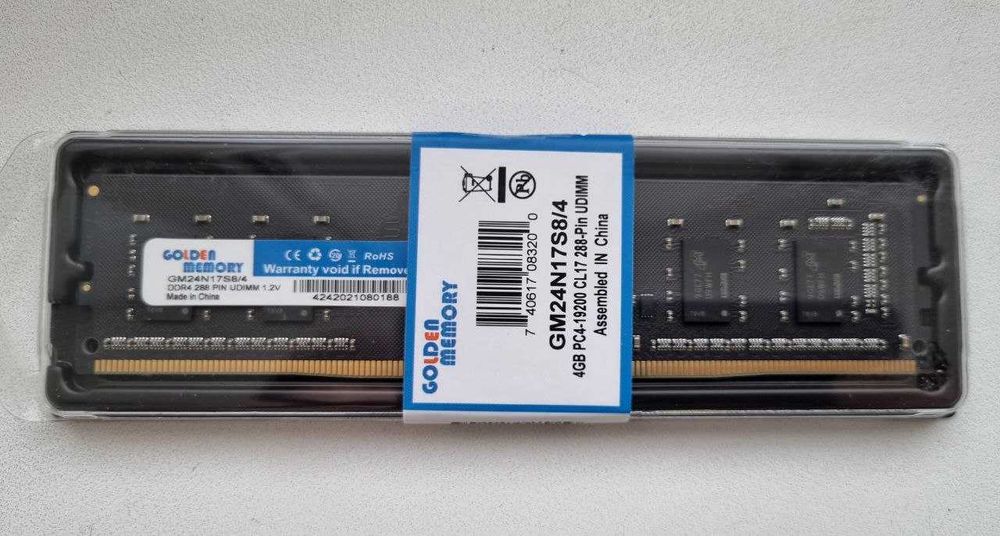 GOLDEN
MEMORY
GM24N17S8/4
DDR4 288 PIN UDIMM 1.2V
Made in China
CE RoHS
Warranty void if Remove
4242021080188
GOLDEN
MEMORY
7 40617 08320 0
Pb
GM24N17S8/4
4GB PC4-19200 CL17 288-Pin UDIMM
Assembled IN China